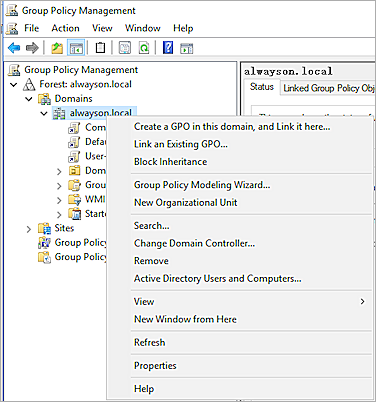 Group Policy Management
File Action View Window Help
Group Policy Management
Forest: alwayson.local
Domains
alwayson.local
Com
Defau
User-
Dom
Grou
WMI
Starte
Sites
Group Policy
Group Policy
Create a GPO in this domain, and Link it here...
Link an Existing GPO...
Block Inheritance
Group Policy Modeling Wizard...
New Organizational Unit
Search...
Change Domain Controller...
Remove
Active Directory Users and Computers...
View
New Window from Here
Refresh
Properties
Help
alwayson.local
Status Linked Group Policy Obj